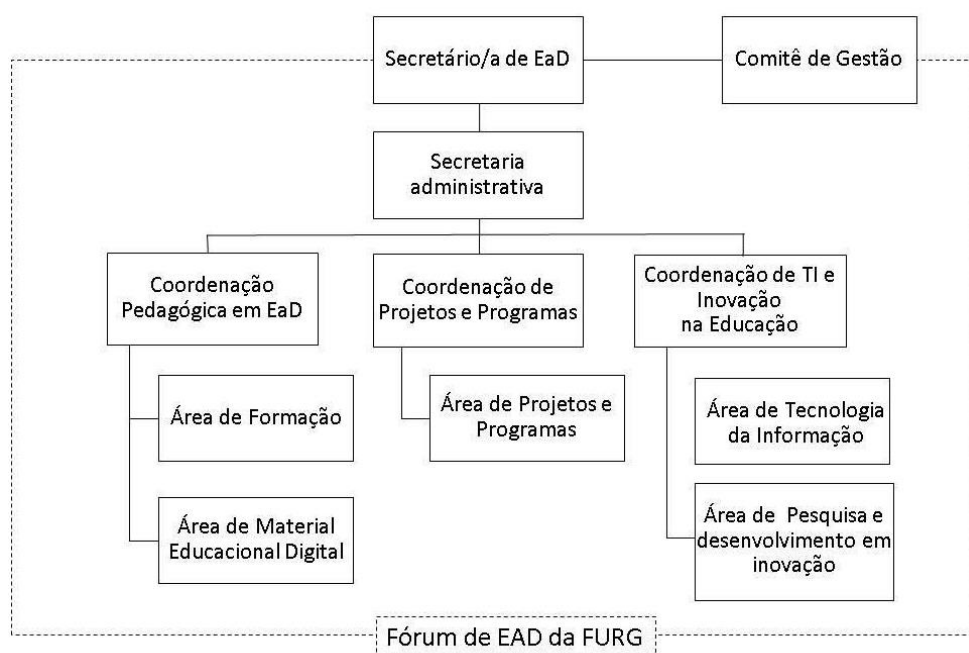 Secretário/a de EaD
Comitê de Gestão
Secretaria
administrativa
Coordenação
Pedagógica em EaD
Coordenação de
Projetos e Programas
Coordenação de TI e
Inovação
na Educação
Área de Formação
Área de Projetos e
Programas
Área de Tecnologia
da Informação
Área de Material
Educacional Digital
Área de Pesquisa e
desenvolvimento em
inovação
Fórum de EAD da FURG